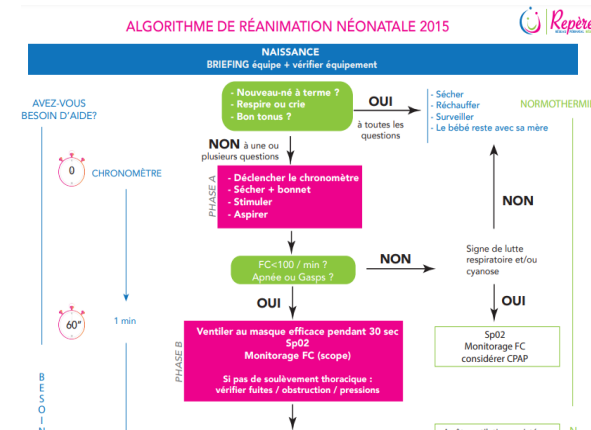 ALGORITHME DE RÉANIMATION NÉONATALE 2015
Repère
NAISSANCE
BRIEFING équipe + vérifier équipement
AVEZ-VOUS
BESOIN D'AIDE?
- Nouveau-né à terme ?
- Respire ou crie
- Bon tonus ?
OUI
à toutes les
questions
- Sécher
- Réchauffer
- Surveiller
- Le bébé reste avec sa mère
NORMOTHERMIE
NON à une ou
plusieurs questions
0
CHRONOMÈTRE
PHASE A
- Déclencher le chronomètre
- Sécher + bonnet
- Stimuler
- Aspirer
NON
FC<100 / min ?
Apnée ou Gasps ?
NON
Signe de lutte
respiratoire et/ou
cyanose
OUI
OUI
60"
1 min
PHASE B
Ventiler au masque efficace pendant 30 sec
Sp02
Monitorage FC (scope)
Si pas de soulèvement thoracique :
vérifier fuites / obstruction / pressions
Sp02
Monitorage FC
considérer CPAP
B
E
S
O
I
N